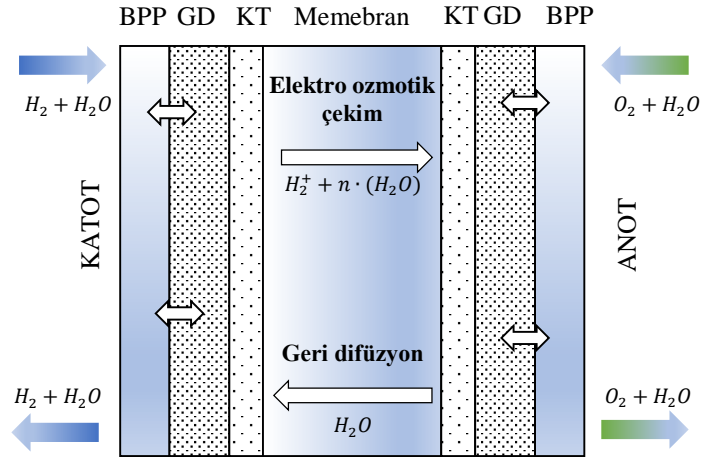 BPP GD KT Memebran KT GD BPP
H₂ + H₂O
Elektro ozmotik
çekim
O₂ + H₂O
H₂⁺ + n · (H₂O)
KATOT
ANOT
Geri difüzyon
H₂ + H₂O
H₂O
O₂ + H₂O